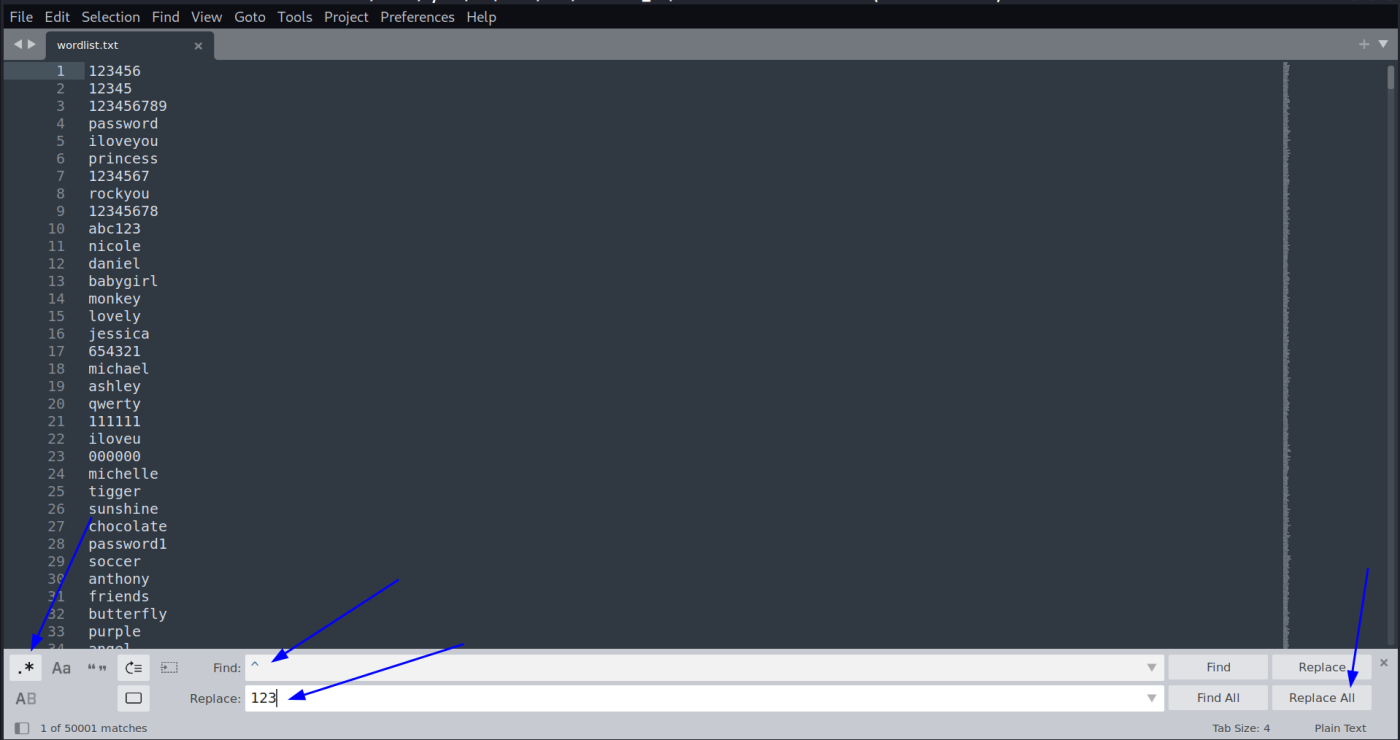 File Edit Selection Find View Goto Tools Project Preferences Help
wordlist.txt
1 123456
2 12345
3 123456789
4 password
5 iloveyou
6 princess
7 1234567
8 rockyou
9 12345678
10 abc123
11 nicole
12 daniel
13 babygirl
14 monkey
15 lovely
16 jessica
17 654321
18 michael
19 ashley
20 qwerty
21 111111
22 iloveu
23 000000
24 michelle
25 tigger
26 sunshine
27 chocolate
28 password1
29 soccer
30 anthony
31 friends
32 butterfly
33 purple
34 angel
.* Aa “” Find: ^ Find Replace
AB Replace: 123 Find All Replace All
1 of 50001 matches Tab Size: 4 Plain Text